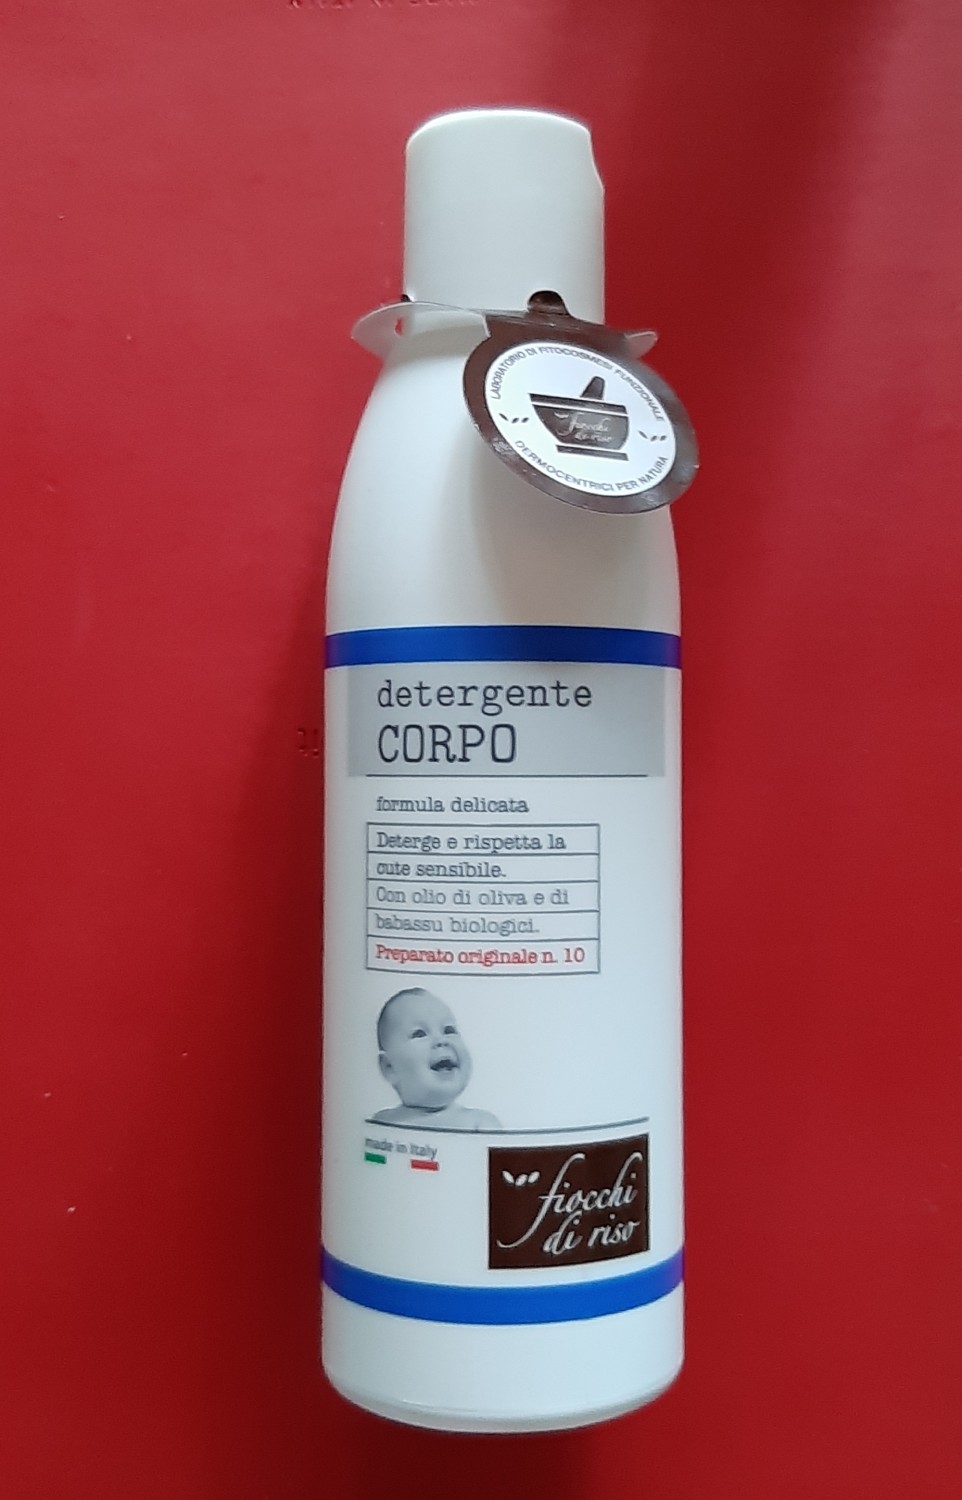 LABORATORIO DI FITOCOSMESI FUNZIONALE
fiocchi
di riso
DERMOCENTRICI PER NATURA
detergente
CORPO
formula delicata
Deterge e rispetta la
cute sensibile.
Con olio di oliva e di
babassu biologici.
Preparato originale n. 10
made in Italy
fiocchi
di riso